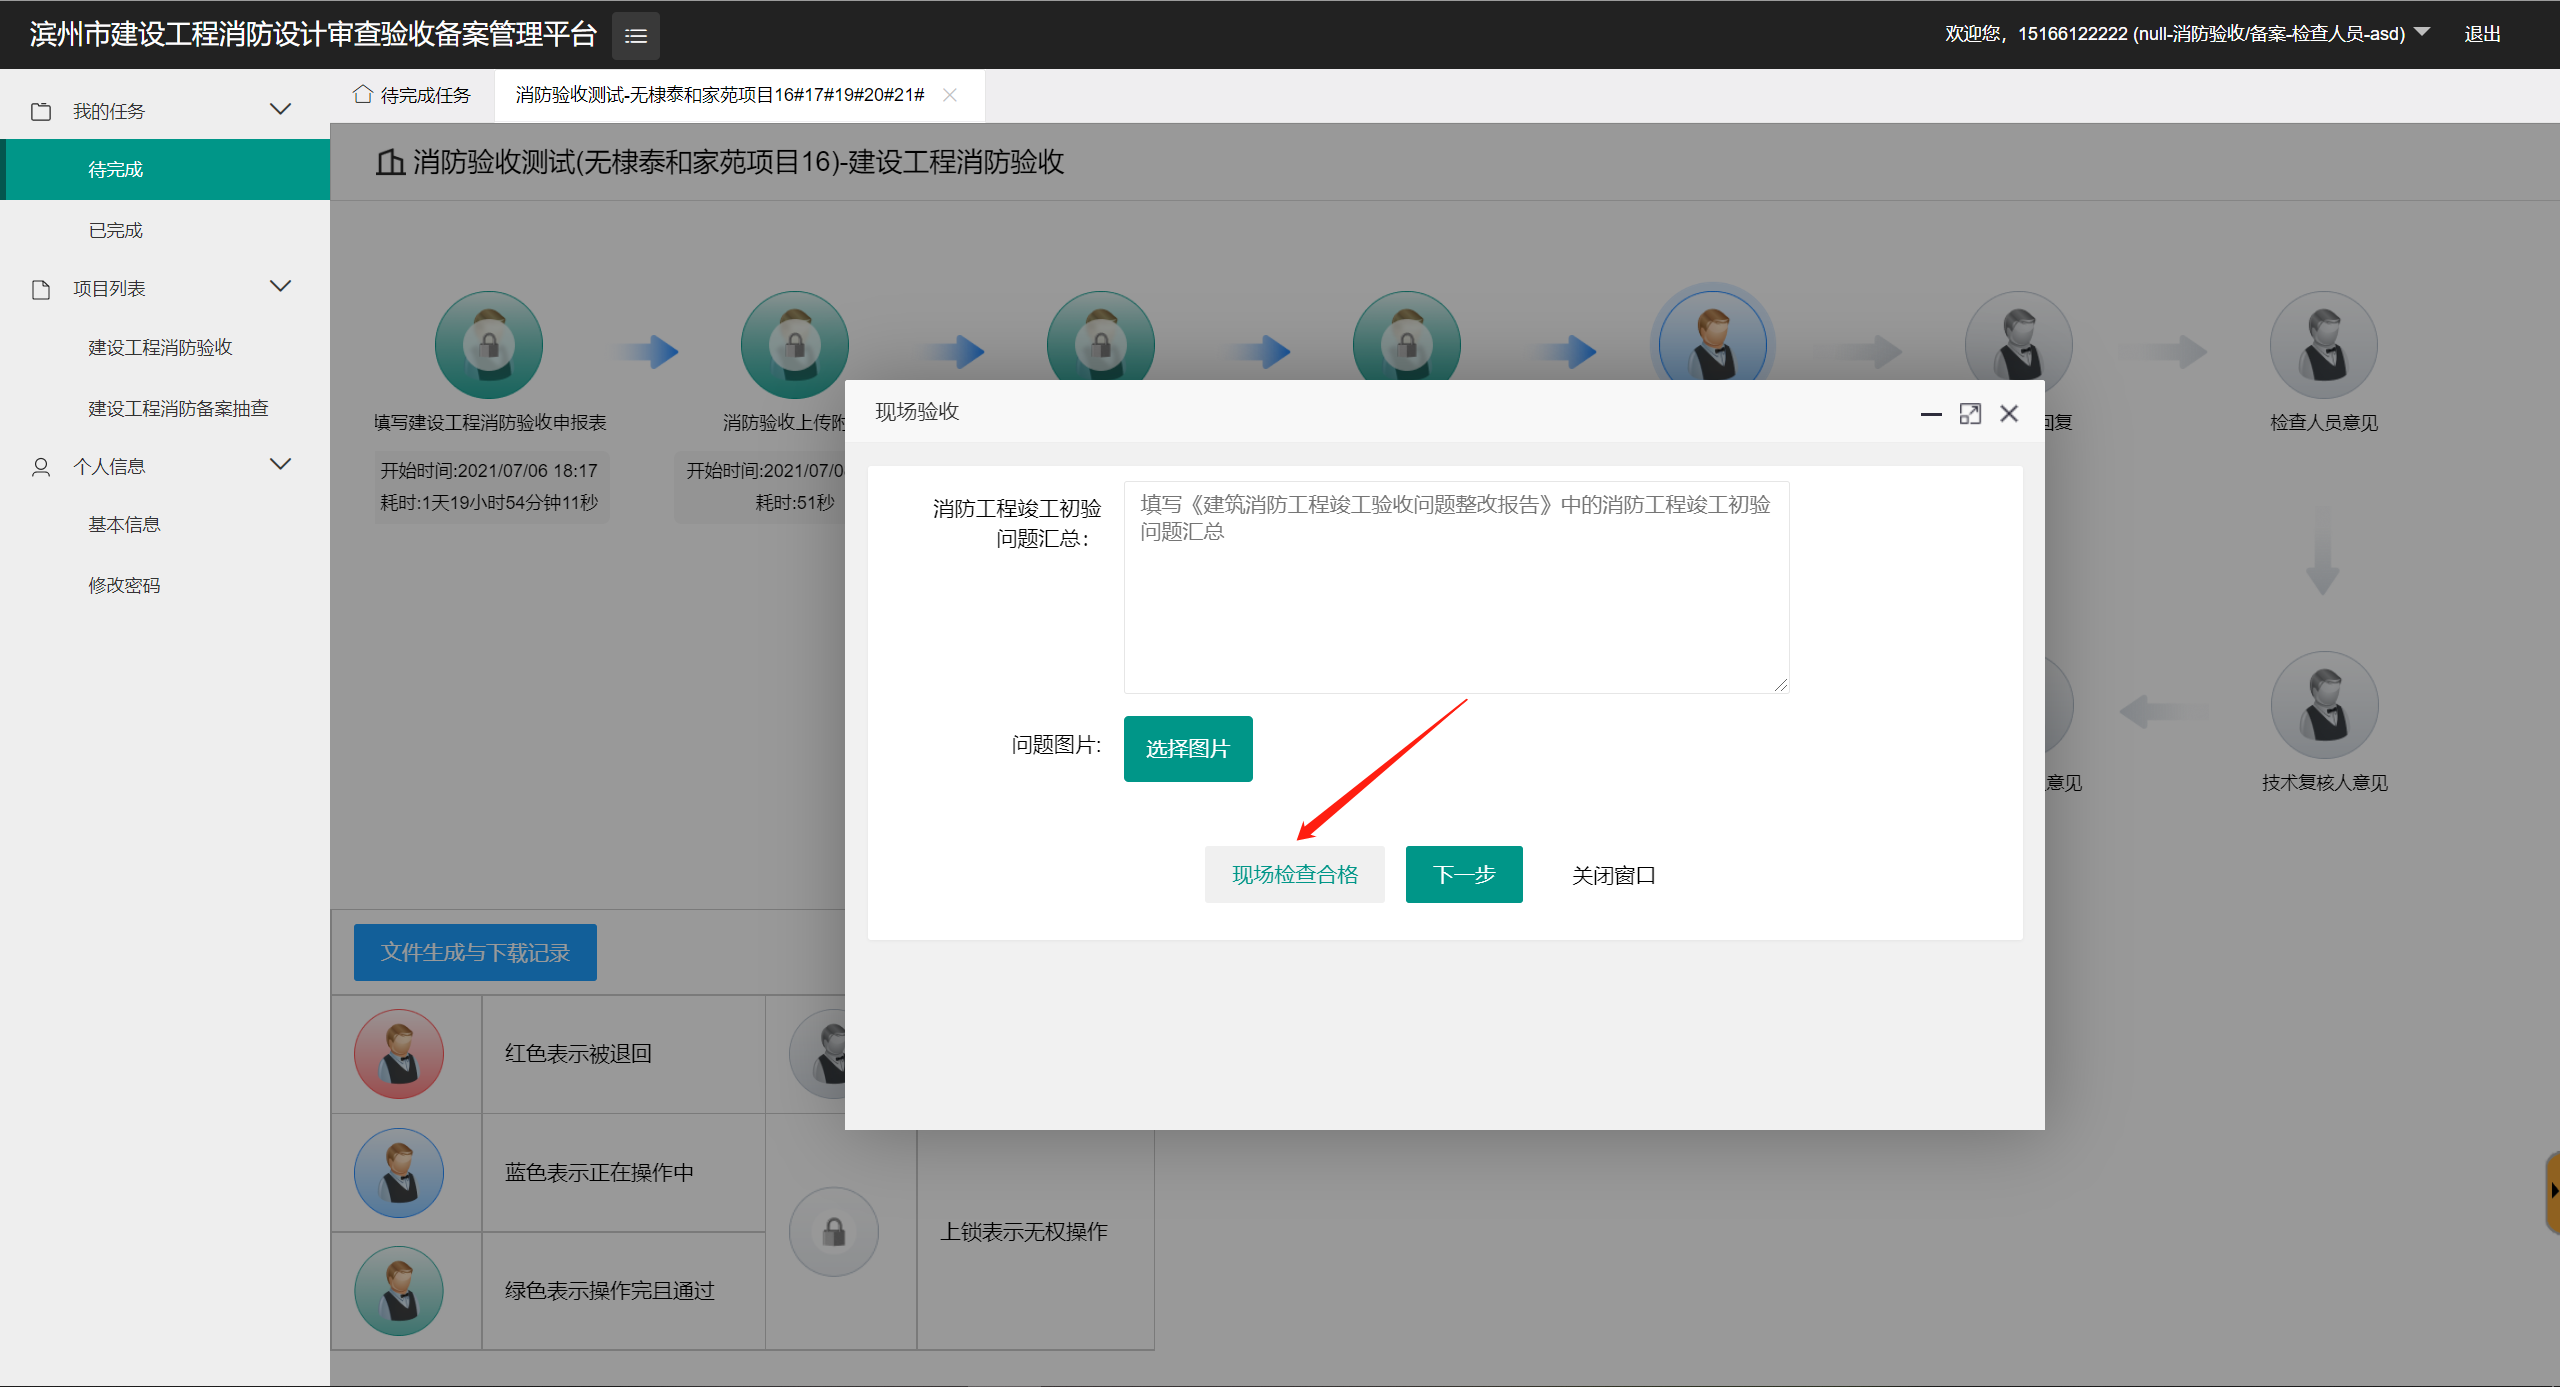 滨州市建设工程消防设计审查验收备案管理平台
欢迎您，15166122222 (null-消防验收/备案-检查人员-asd)
退出
我的任务
待完成
已完成
项目列表
建设工程消防验收
建设工程消防备案抽查
个人信息
基本信息
修改密码
待完成任务
消防验收测试-无棣泰和家苑项目16#17#19#20#21#
消防验收测试(无棣泰和家苑项目16)-建设工程消防验收
填写建设工程消防验收申报表
开始时间:2021/07/06 18:17
耗时:1天19小时54分钟11秒
消防验收上传附
开始时间:2021/07/0
耗时:51秒
回复
检查人员意见
意见
技术复核人意见
现场验收
消防工程竣工初验
问题汇总：
填写《建筑消防工程竣工验收问题整改报告》中的消防工程竣工初验
问题汇总
问题图片:
选择图片
现场检查合格
下一步
关闭窗口
文件生成与下载记录
红色表示被退回
蓝色表示正在操作中
绿色表示操作完且通过
上锁表示无权操作